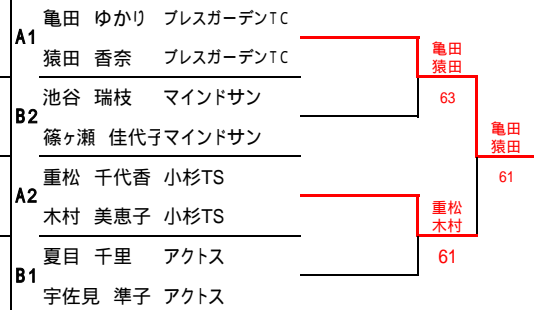 A1
亀田 ゆかり ブレスガーデンTC
猿田 香奈 ブレスガーデンTC
B2
池谷 瑞枝 マインドサン
篠ヶ瀬 佳代子マインドサン
A2
重松 千代香 小杉TS
木村 美恵子 小杉TS
B1
夏目 千里 アクトス
宇佐見 準子 アクトス
亀田
猿田
63
重松
木村
61
亀田
猿田
61